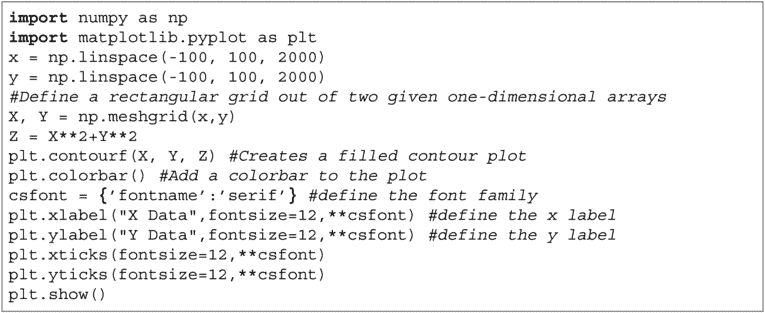 import numpy as np
import matplotlib.pyplot as plt
x = np.linspace(-100, 100, 2000)
y = np.linspace(-100, 100, 2000)
#Define a rectangular grid out of two given one-dimensional arrays
X, Y = np.meshgrid(x,y)
Z = X**2+Y**2
plt.contourf(X, Y, Z) #Creates a filled contour plot
plt.colorbar() #Add a colorbar to the plot
csfont = {’fontname’:’serif’} #define the font family
plt.xlabel("X Data",fontsize=12,**csfont) #define the x label
plt.ylabel("Y Data",fontsize=12,**csfont) #define the y label
plt.xticks(fontsize=12,**csfont)
plt.yticks(fontsize=12,**csfont)
plt.show()